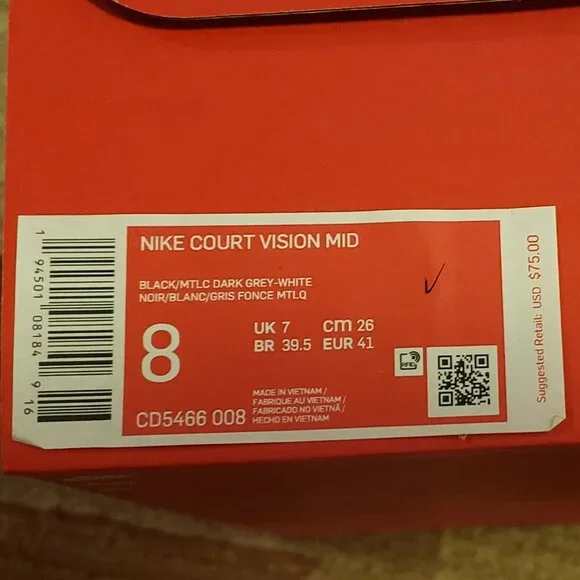 NIKE COURT VISION MID
BLACK/MTLC DARK GREY-WHITE
NOIR/BLANC/GRIS FONCE MTLQ
8
UK 7 cm 26
BR 39.5 EUR 41
RFID
MADE IN VIETNAM /
FABRIQUE AU VIETNAM /
FABRICADO NO VIETNÃ /
HECHO EN VIETNAM
CD5466 008
1 94501 08184 9 16
Suggested Retail: USD $75.00